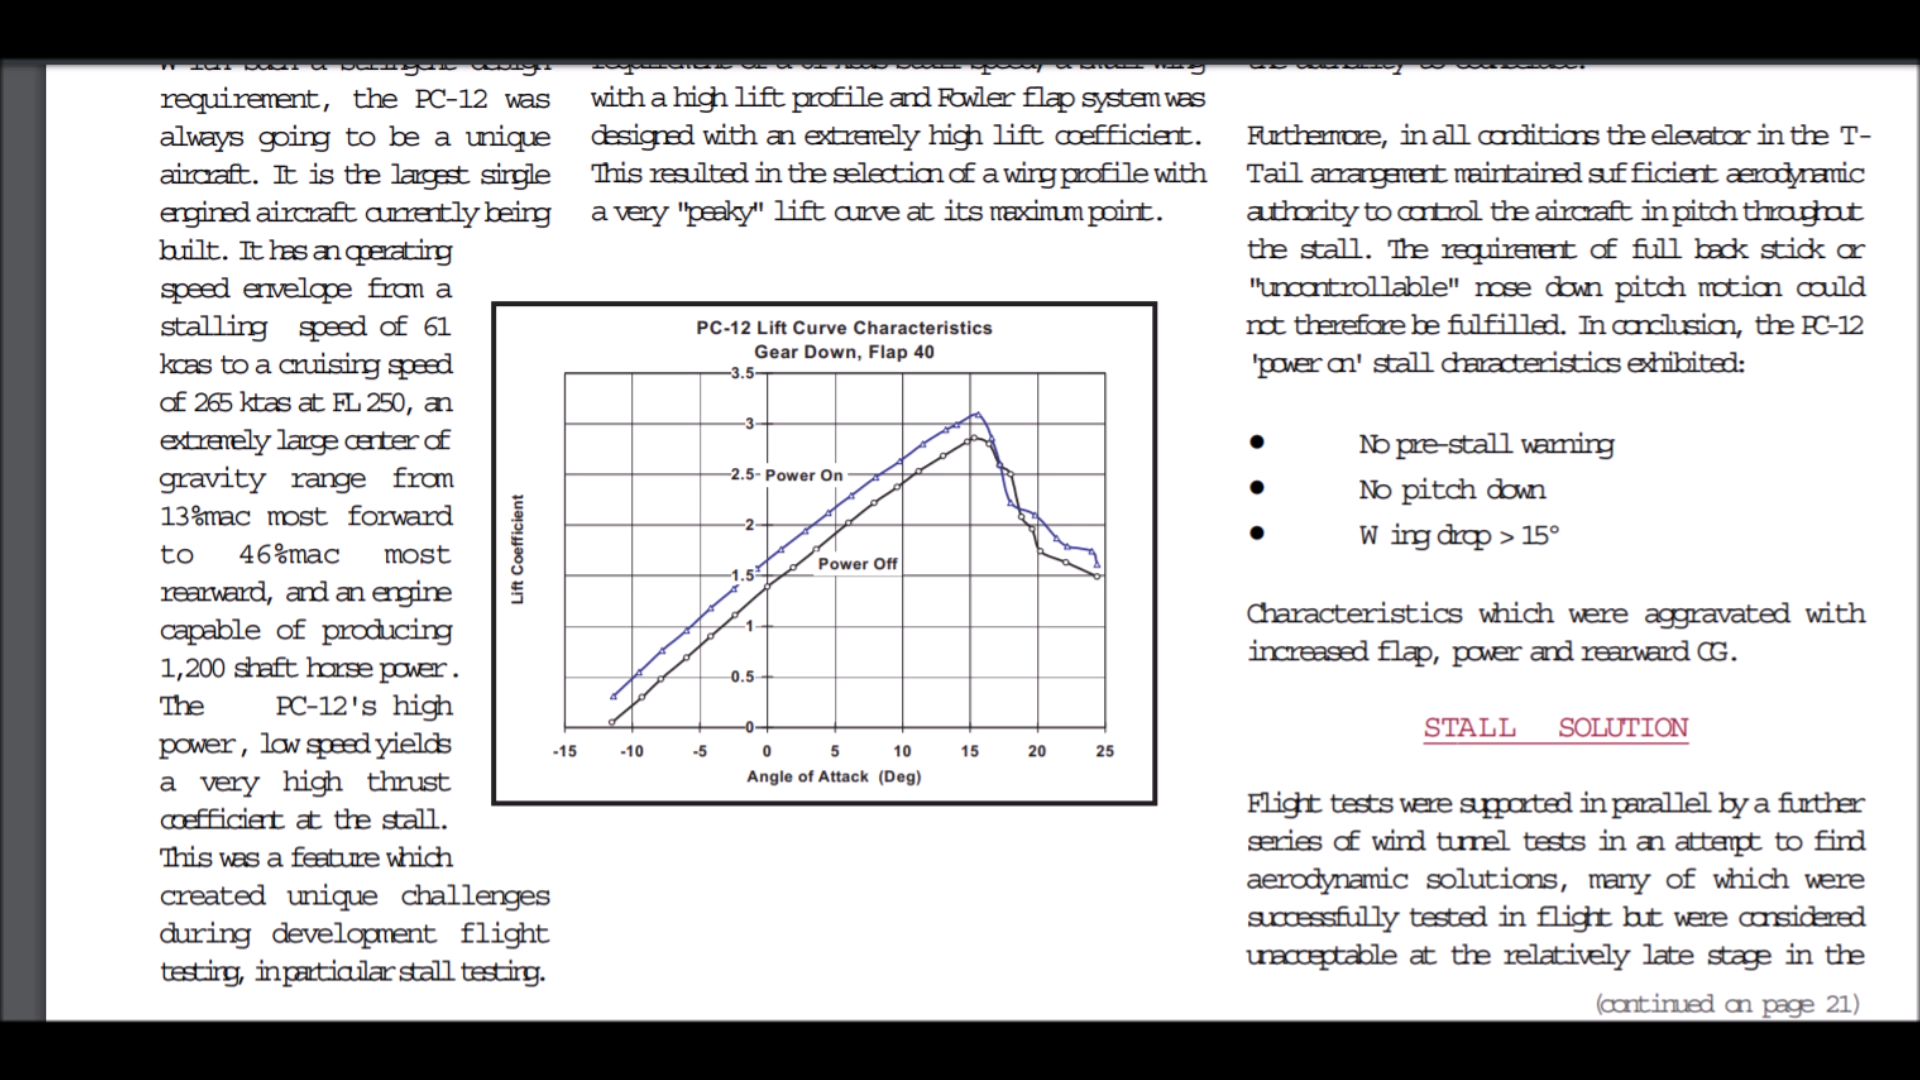 requirement, the PC-12 was
always going to be a unique
aircraft. It is the largest single
engined aircraft currently being
built. It has an operating
speed envelope from a
stalling speed of 61
kcas to a cruising speed
of 265 ktas at FL 250, an
extremely large center of
gravity range from
13%mac most forward
to 46%mac most
rearward, and an engine
capable of producing
1,200 shaft horse power.
The PC-12's high
power, low speed yields
a very high thrust
coefficient at the stall.
This was a feature which
created unique challenges
during development flight
testing, in particular stall testing.
with a high lift profile and Fowler flap system was
designed with an extremely high lift coefficient.
This resulted in the selection of a wing profile with
a very "peaky" lift curve at its maximum point.
PC-12 Lift Curve Characteristics
Gear Down, Flap 40
3.5
3
2.5
2
1.5
1
0.5
0
Power On
Power Off
Lift Coefficient
-15 -10 -5 0 5 10 15 20 25
Angle of Attack (Deg)
Furthermore, in all conditions the elevator in the T-
Tail arrangement maintained sufficient aerodynamic
authority to control the aircraft in pitch throughout
the stall. The requirement of full back stick or
"uncontrollable" nose down pitch motion could
not therefore be fulfilled. In conclusion, the PC-12
'power on' stall characteristics exhibited:
● No pre-stall warning
● No pitch down
● Wing drop > 15°
Characteristics which were aggravated with
increased flap, power and rearward CG.
STALL SOLUTION
Flight tests were supported in parallel by a further
series of wind tunnel tests in an attempt to find
aerodynamic solutions, many of which were
successfully tested in flight but were considered
unacceptable at the relatively late stage in the
(continued on page 21)